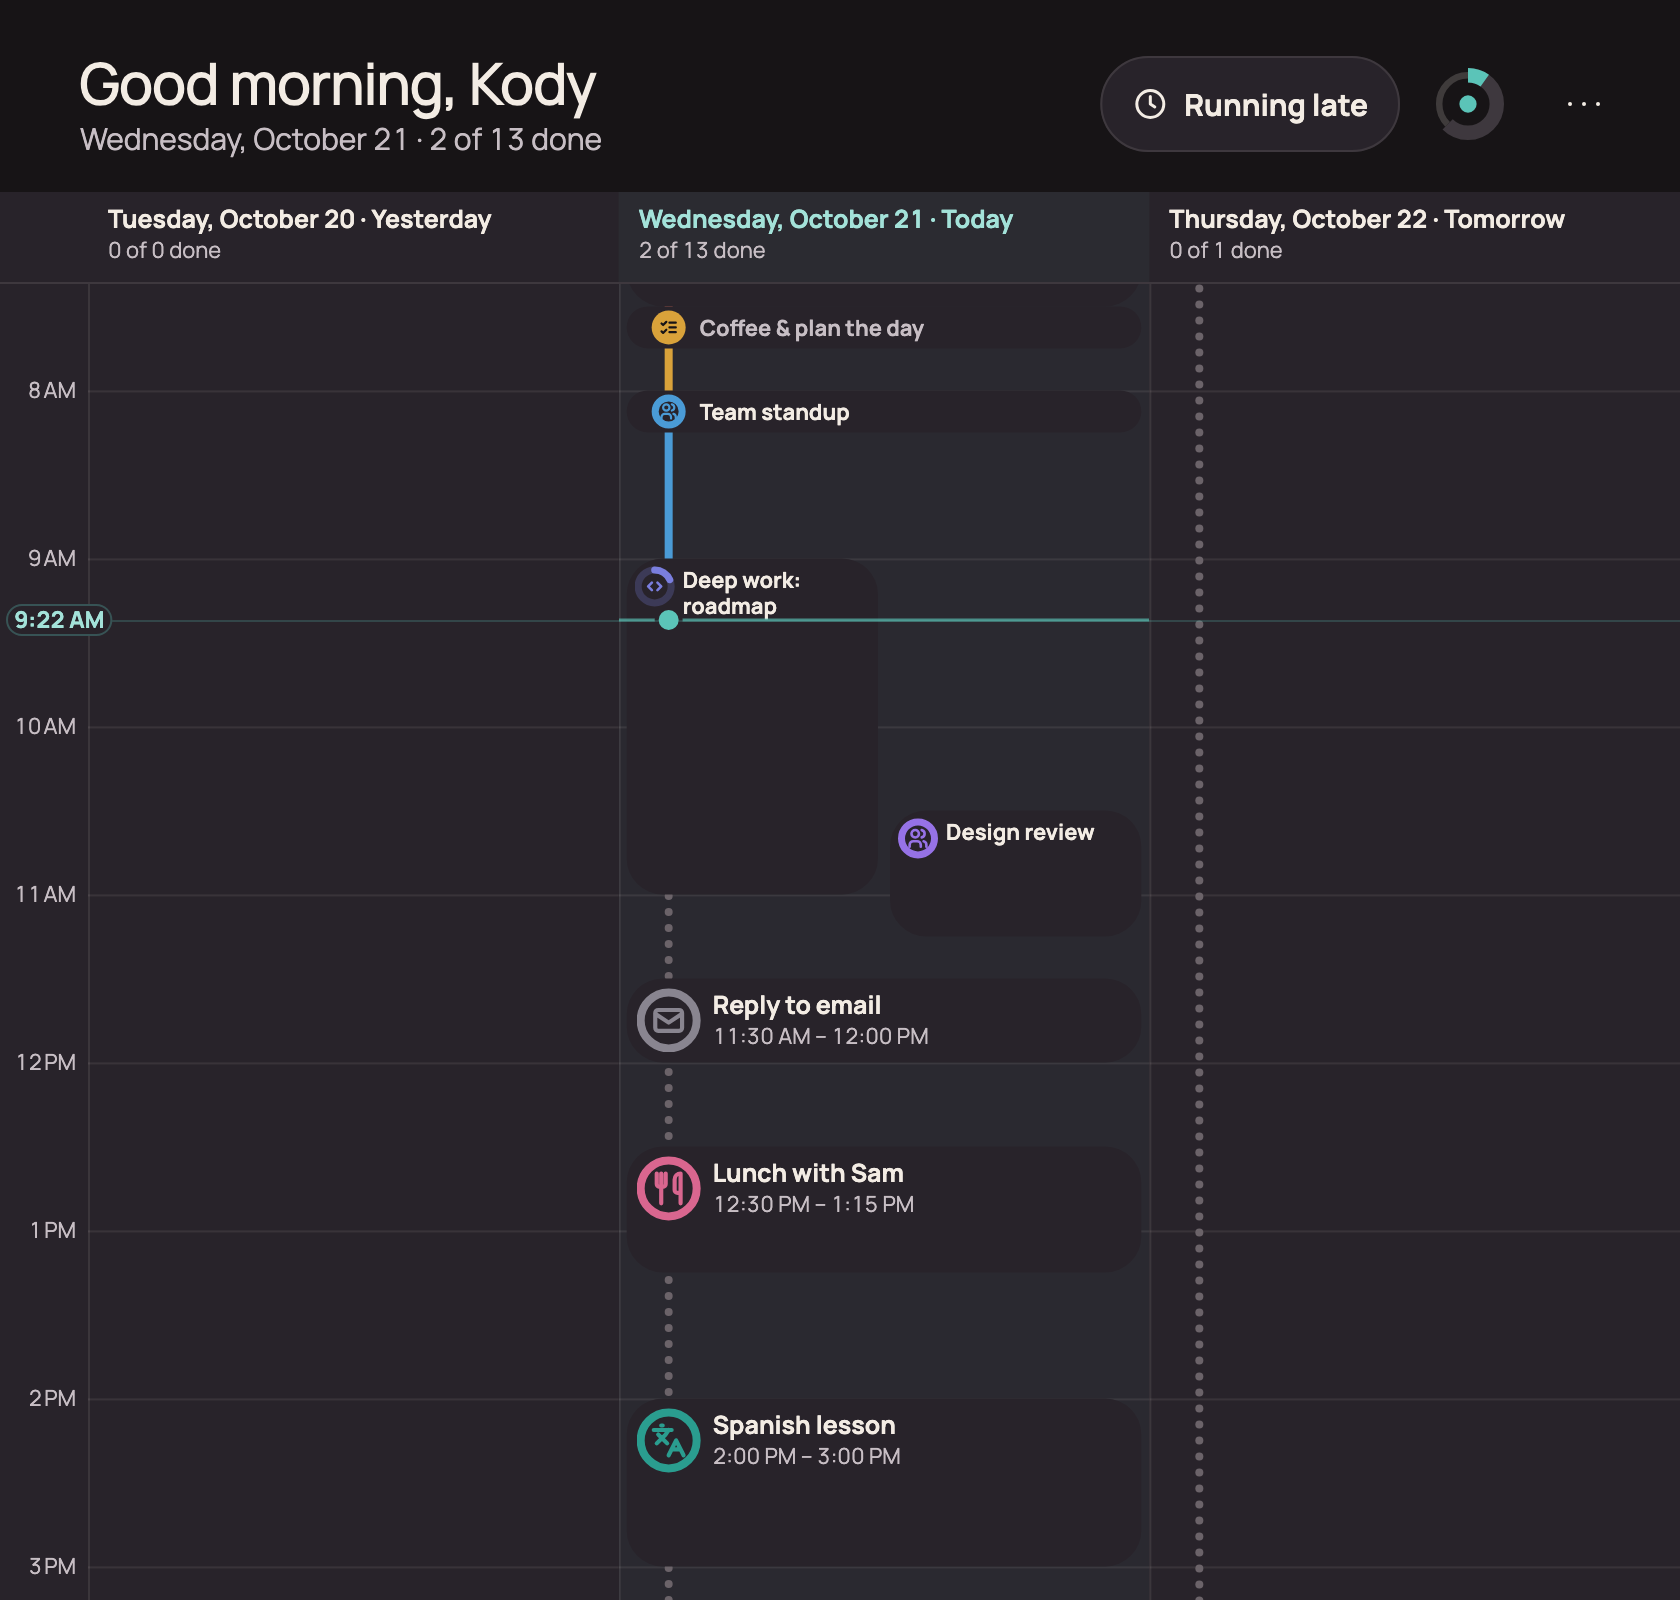 Good morning, Kody
Wednesday, October 21 · 2 of 13 done
Running late
Tuesday, October 20 · Yesterday
0 of 0 done
Wednesday, October 21 · Today
2 of 13 done
Thursday, October 22 · Tomorrow
0 of 1 done
Coffee & plan the day
8 AM
Team standup
9 AM
Deep work:
roadmap
9:22 AM
10 AM
Design review
11 AM
Reply to email
11:30 AM – 12:00 PM
12 PM
Lunch with Sam
12:30 PM – 1:15 PM
1 PM
2 PM
Spanish lesson
2:00 PM – 3:00 PM
3 PM